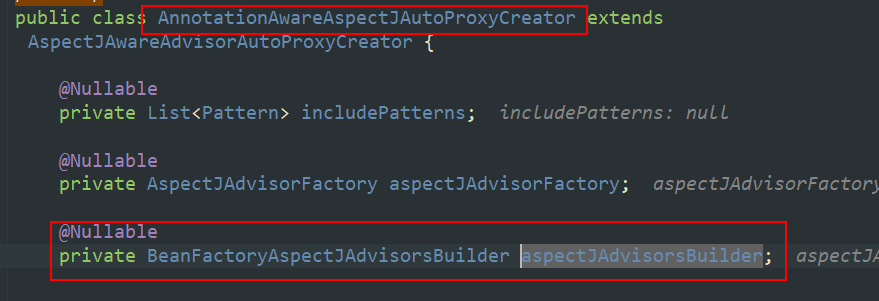 public class AnnotationAwareAspectJAutoProxyCreator extends
AspectJAwareAdvisorAutoProxyCreator {
@Nullable
private List<Pattern> includePatterns; includePatterns: null
@Nullable
private AspectJAdvisorFactory aspectJAdvisorFactory; aspectJAdvisorFactory
@Nullable
private BeanFactoryAspectJAdvisorsBuilder aspectJAdvisorsBuilder; aspectJA